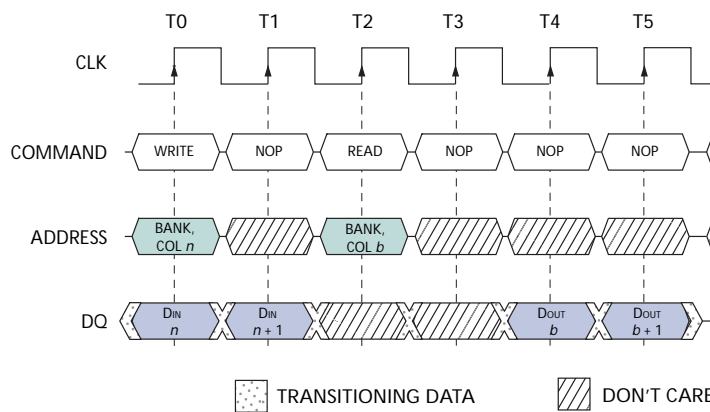 T0 T1 T2 T3 T4 T5
CLK
COMMAND WRITE NOP READ NOP NOP NOP
ADDRESS
BANK,
COL n
BANK,
COL b
DQ
DIN
n
DIN
n + 1
DOUT
b
DOUT
b + 1
TRANSITIONING DATA DON'T CARE